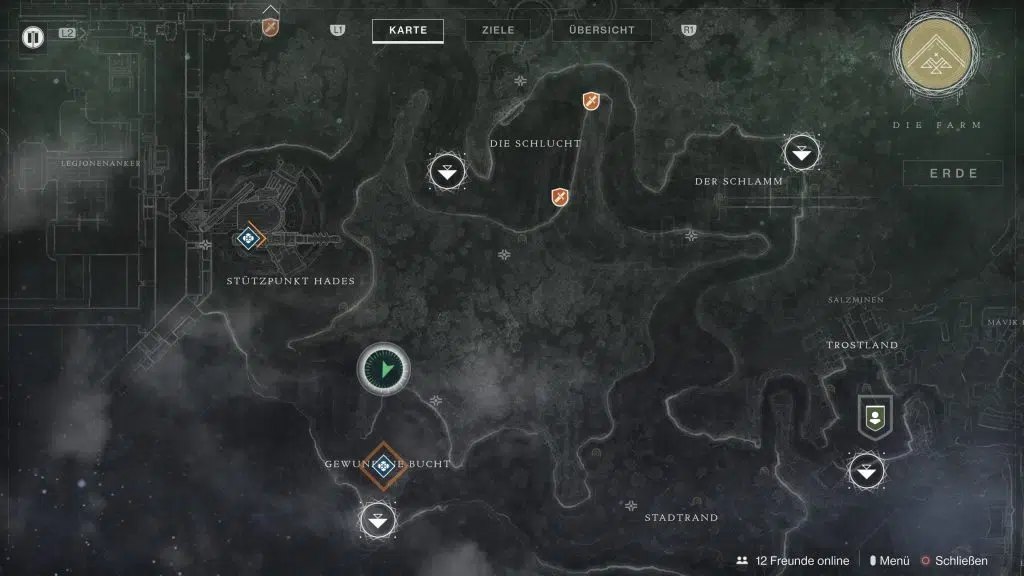 L2
L1
KARTE
ZIELE
ÜBERSICHT
R1
DIE FARM
ERDE
DIE SCHLUCHT
LEGIONENANKER
DER SCHLAMM
STÜTZPUNKT HADES
SALZMINEN
TROSTLAND
GEWUNDENE BUCHT
STADTRAND
12 Freunde online
Menü
Schließen